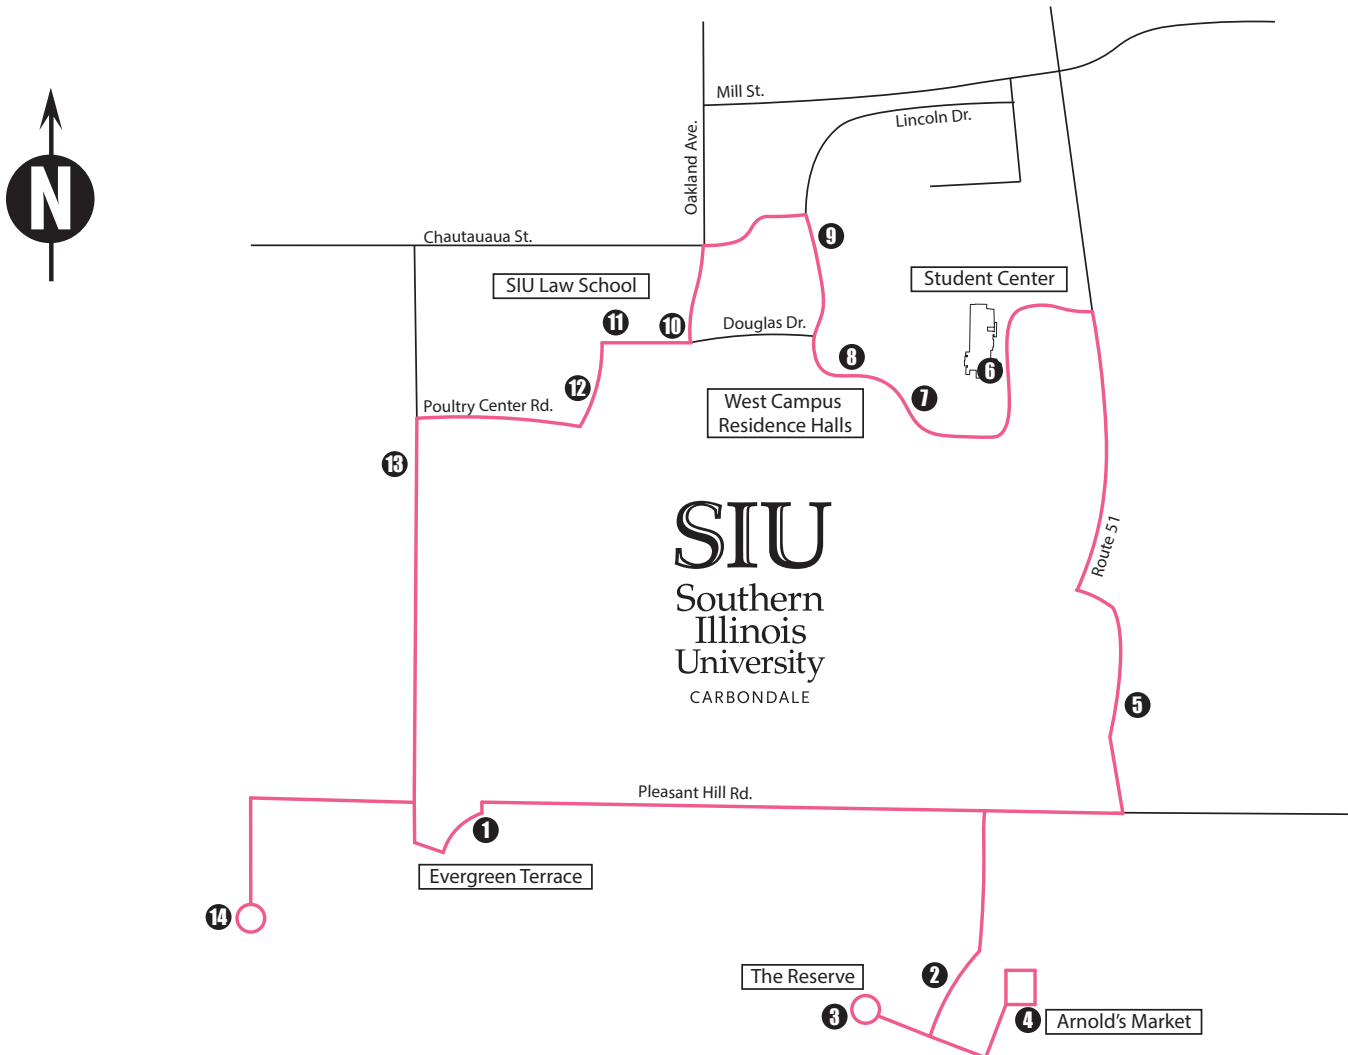 Mill St.
Lincoln Dr.
Oakland Ave.
N
Chautauaua St.
9
SIU Law School
Student Center
11
10
Douglas Dr.
8
6
12
7
Poultry Center Rd.
West Campus
Residence Halls
13
SIU
Southern
Illinois
University
CARBONDALE
Route 51
5
Pleasant Hill Rd.
1
Evergreen Terrace
14
The Reserve
2
3
4
Arnold's Market